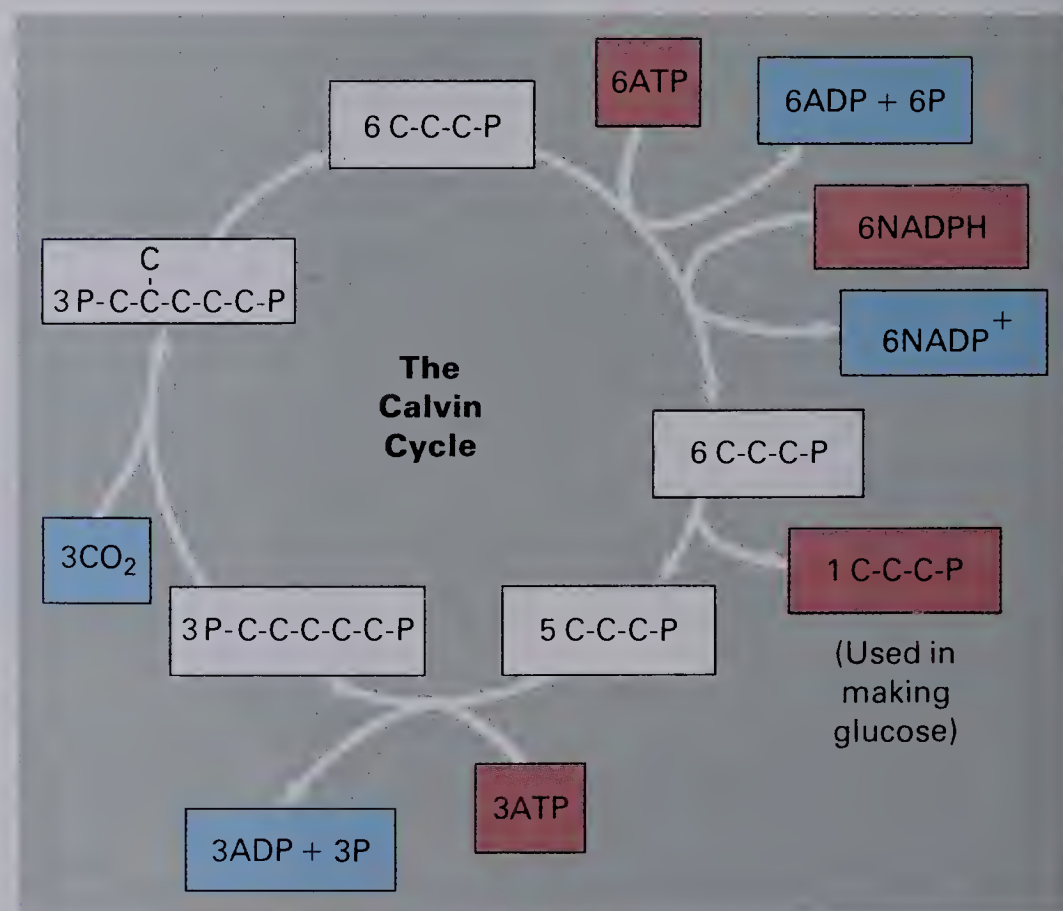 6ATP
6ADP + 6P
6 C-C-C-P
6NADPH
C
3 P-C-C-C-C-C-P
6NADP+
The
Calvin
Cycle
6 C-C-C-P
3CO₂
1 C-C-C-P
3 P-C-C-C-C-C-P
5 C-C-C-P
(Used in
making
glucose)
3ATP
3ADP + 3P